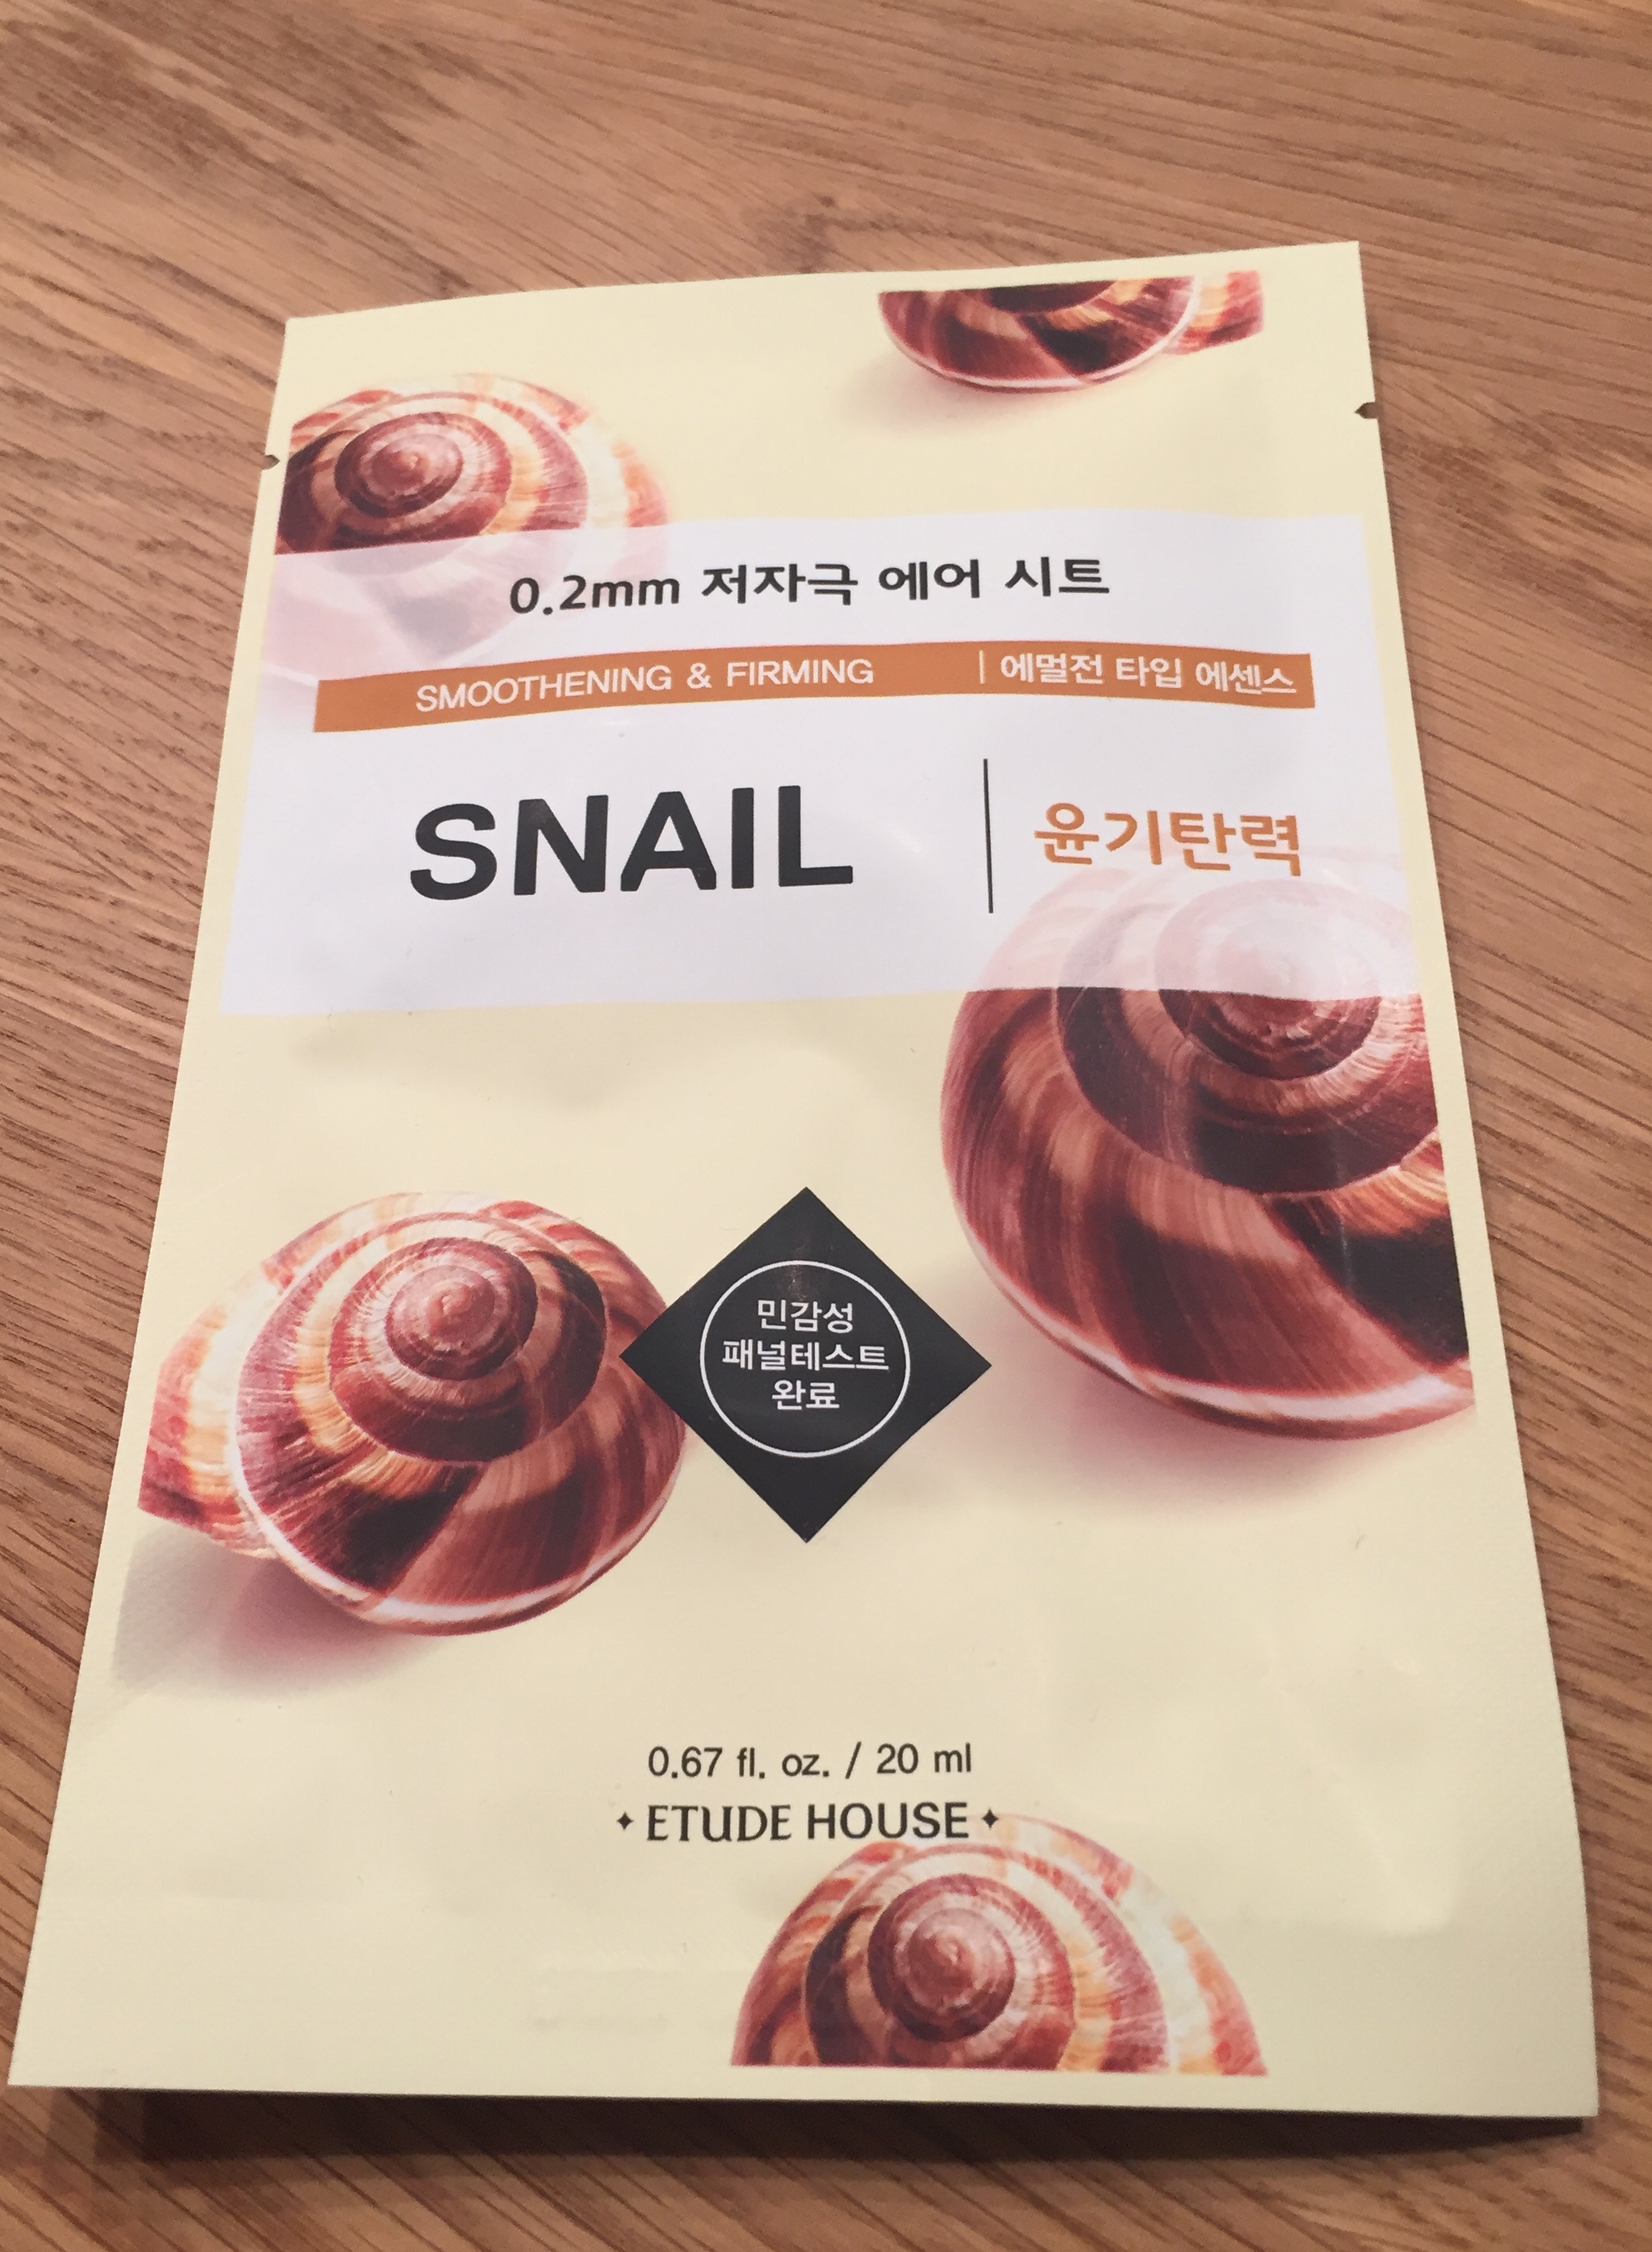 0.2mm 저자극 에어 시트
SMOOTHENING & FIRMING | 에멀전 타입 에센스
SNAIL | 윤기탄력
민감성
패널테스트
완료
0.67 fl. oz. / 20 ml
ETUDE HOUSE